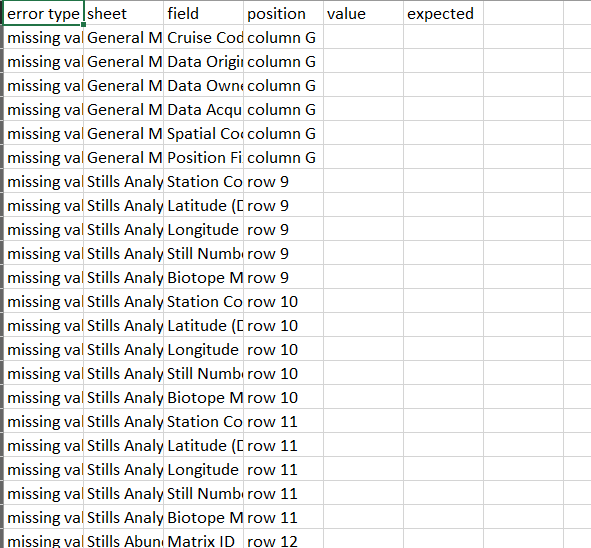 error type sheet field position value expected
missing val General M Cruise Cod column G
missing val General M Data Origi column G
missing val General M Data Own column G
missing val General M Data Acqu column G
missing val General M Spatial Co column G
missing val General M Position Fi column G
missing val Stills Analy Station Co row 9
missing val Stills Analy Latitude (D row 9
missing val Stills Analy Longitude row 9
missing val Stills Analy Still Numb row 9
missing val Stills Analy Biotope M row 9
missing val Stills Analy Station Co row 10
missing val Stills Analy Latitude (D row 10
missing val Stills Analy Longitude row 10
missing val Stills Analy Still Numb row 10
missing val Stills Analy Biotope M row 10
missing val Stills Analy Station Co row 11
missing val Stills Analy Latitude (D row 11
missing val Stills Analy Longitude row 11
missing val Stills Analy Still Numb row 11
missing val Stills Analy Biotope M row 11
missing val Stills Abun Matrix ID row 12